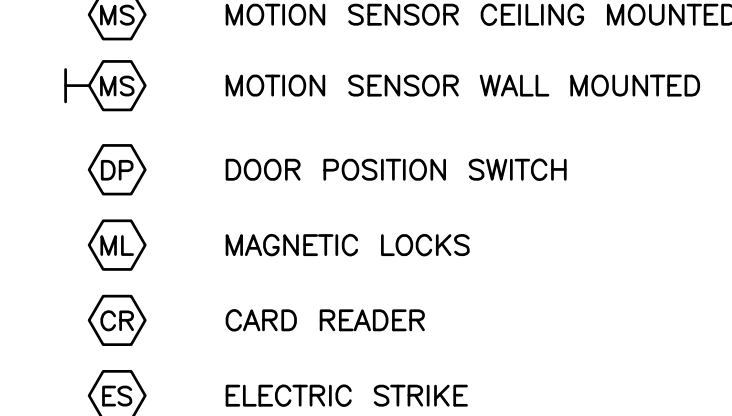 MS MOTION SENSOR CEILING MOUNTED
MS MOTION SENSOR WALL MOUNTED
DP DOOR POSITION SWITCH
ML MAGNETIC LOCKS
CR CARD READER
ES ELECTRIC STRIKE